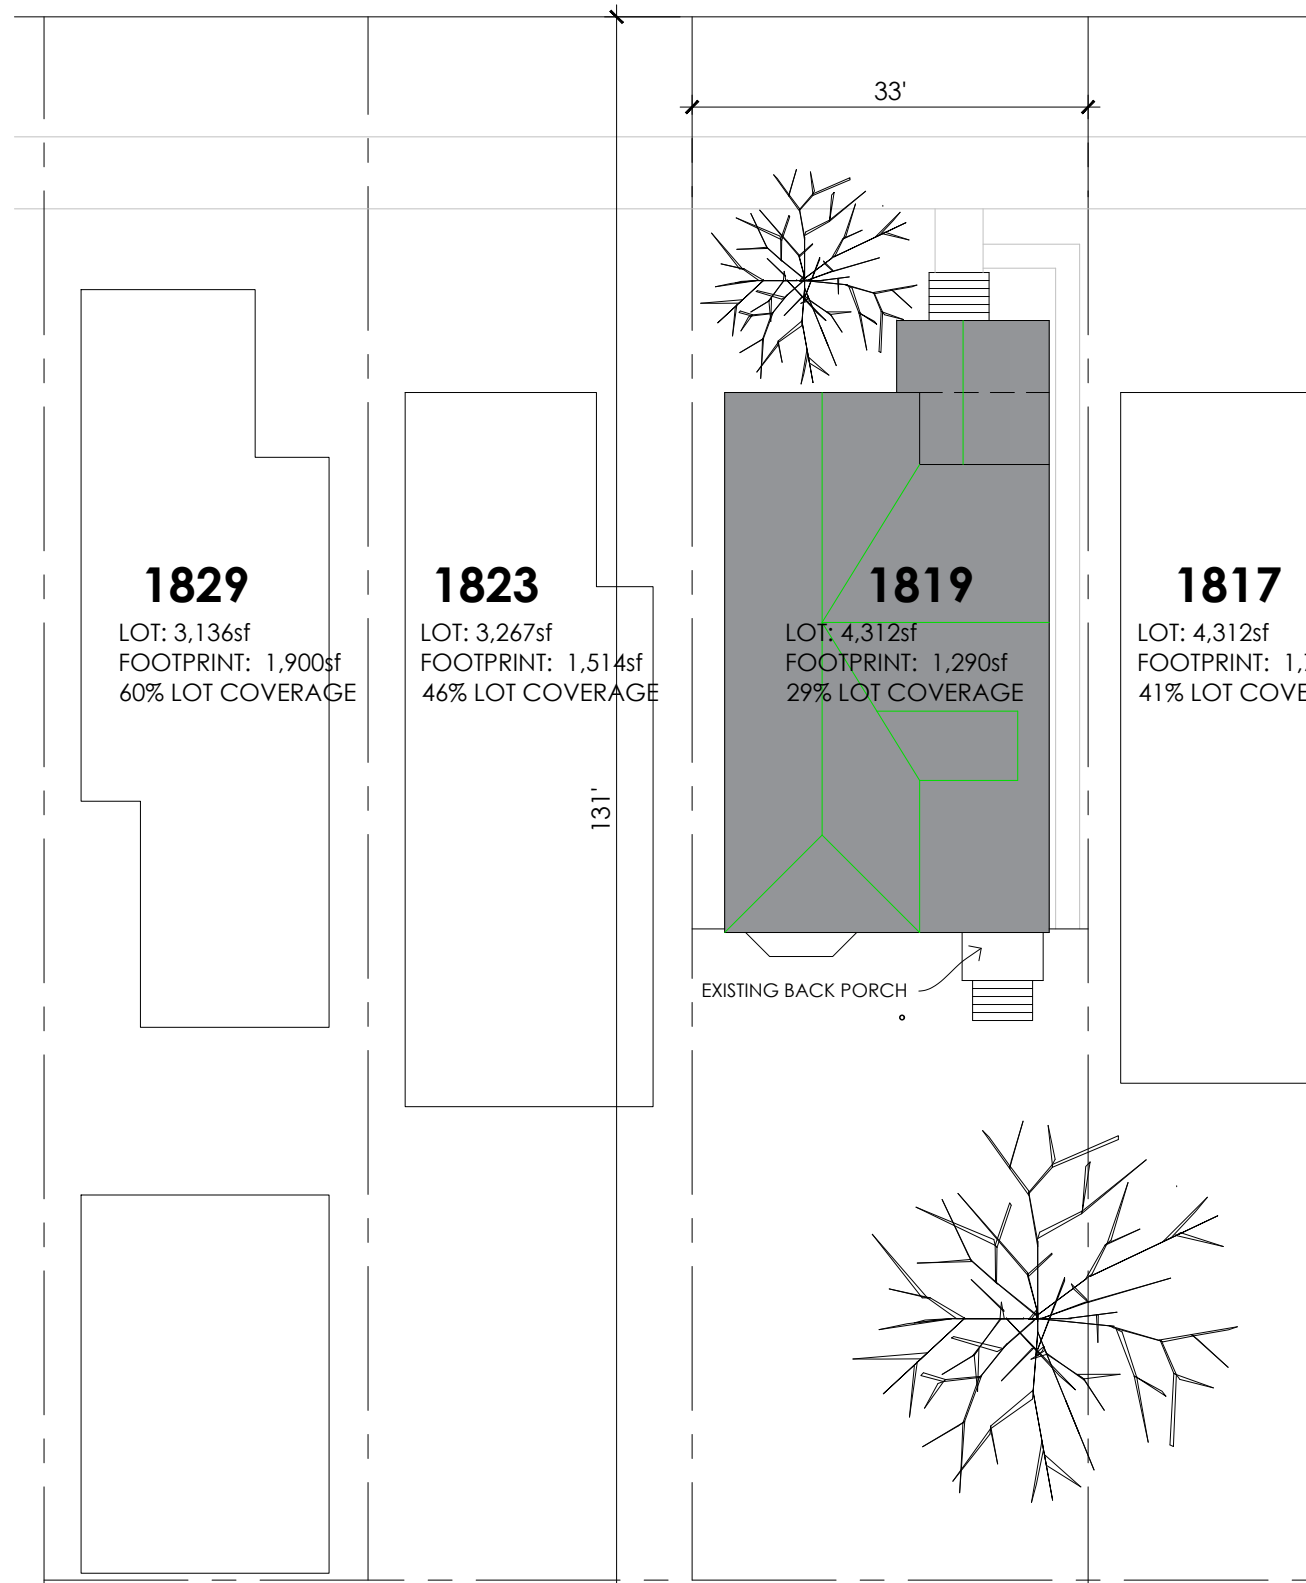 33'
1829
LOT: 3,136sf
FOOTPRINT: 1,900sf
60% LOT COVERAGE
1823
LOT: 3,267sf
FOOTPRINT: 1,514sf
46% LOT COVERAGE
1819
LOT: 4,312sf
FOOTPRINT: 1,290sf
29% LOT COVERAGE
1817
LOT: 4,312sf
FOOTPRINT:
41% LOT
131'
EXISTING BACK PORCH